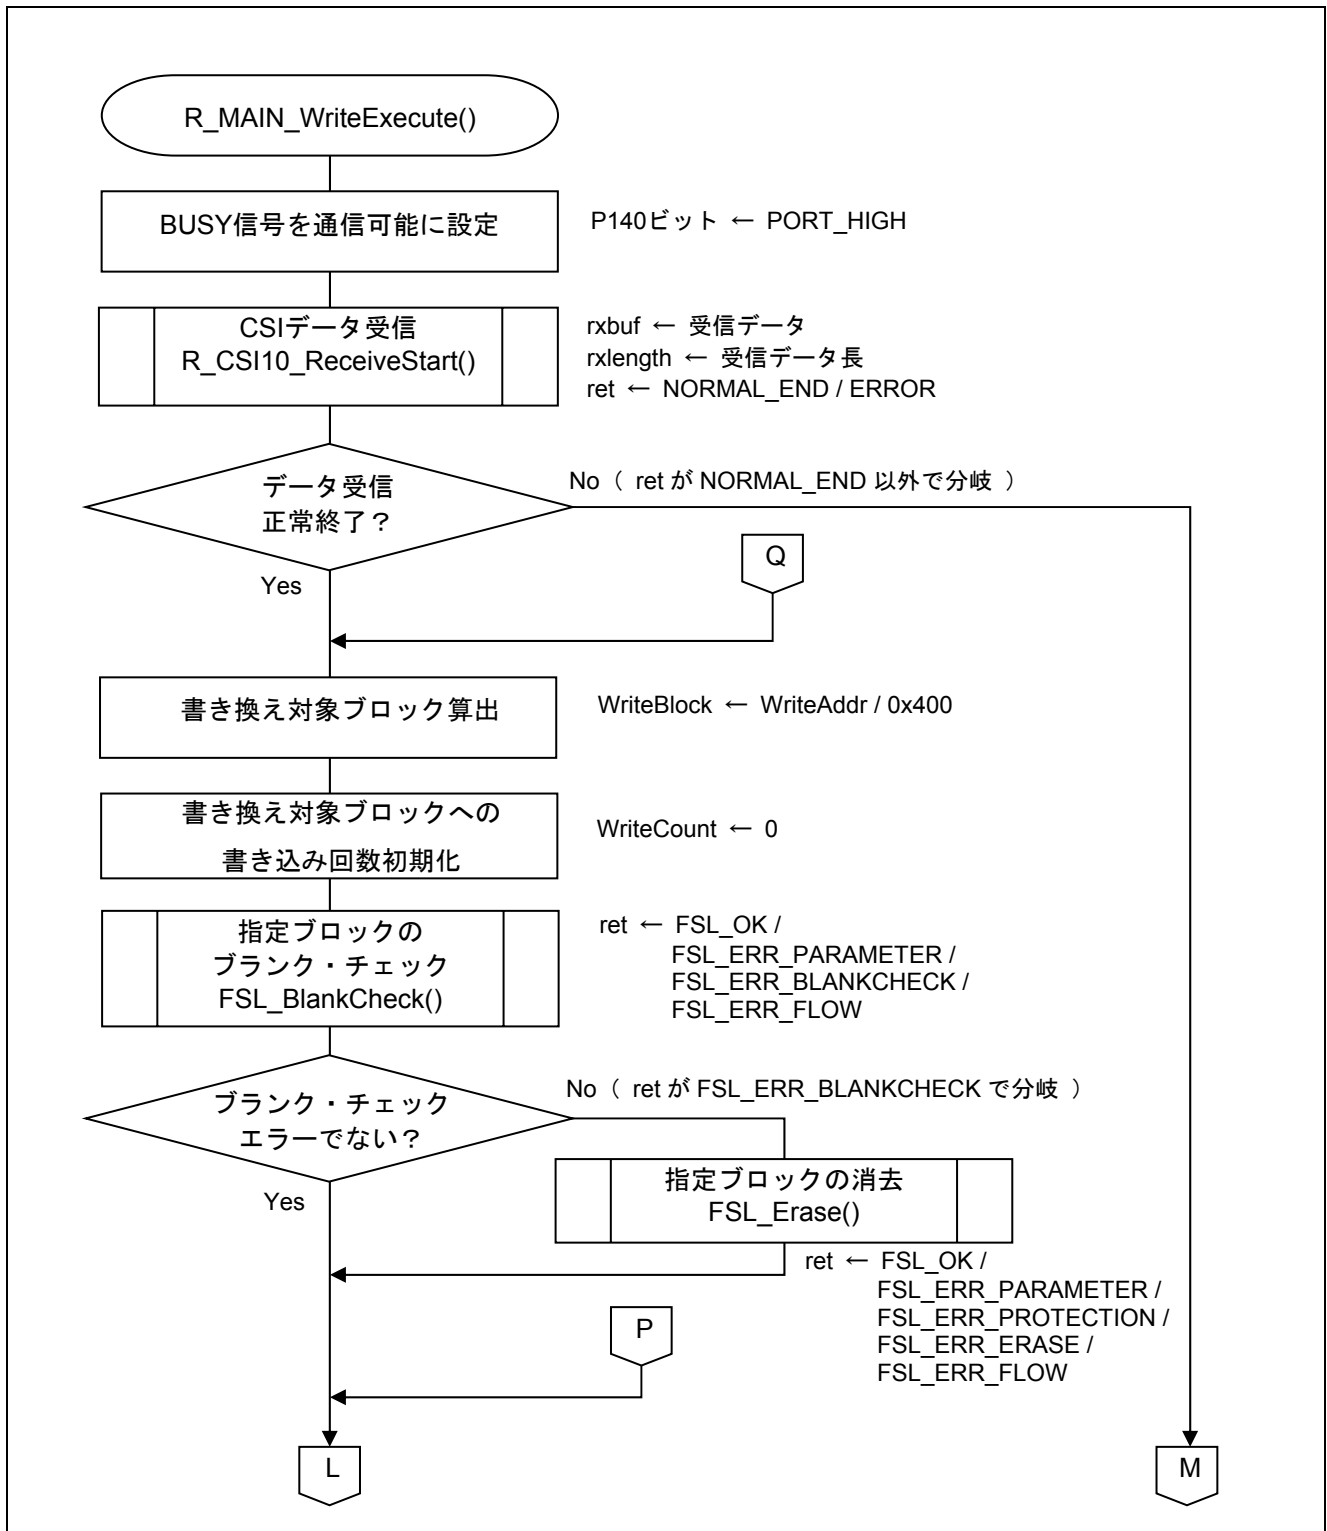 R_MAIN_WriteExecute()
BUSY信号を通信可能に設定
P140ビット ← PORT_HIGH
CSIデータ受信
R_CSI10_ReceiveStart()
rxbuf ← 受信データ
rxlength ← 受信データ長
ret ← NORMAL_END / ERROR
データ受信
正常終了？
No（ ret が NORMAL_END 以外で分岐 ）
Yes
Q
書き換え対象ブロック算出
WriteBlock ← WriteAddr / 0x400
書き換え対象ブロックへの
書き込み回数初期化
WriteCount ← 0
指定ブロックの
ブランク・チェック
FSL_BlankCheck()
ret ← FSL_OK /
FSL_ERR_PARAMETER /
FSL_ERR_BLANKCHECK /
FSL_ERR_FLOW
ブランク・チェック
エラーでない？
No（ ret が FSL_ERR_BLANKCHECK で分岐 ）
Yes
指定ブロックの消去
FSL_Erase()
ret ← FSL_OK /
FSL_ERR_PARAMETER /
FSL_ERR_PROTECTION /
FSL_ERR_ERASE /
FSL_ERR_FLOW
P
L
M